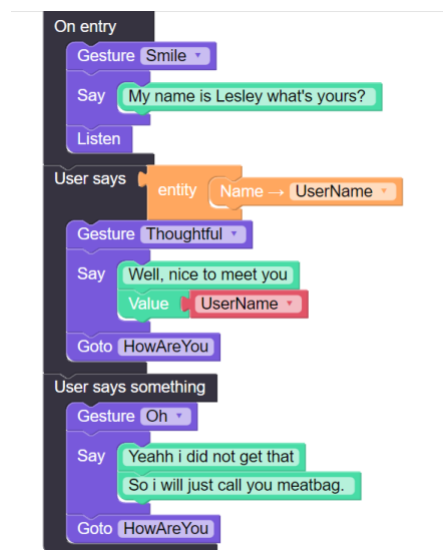 On entry
Gesture Smile
Say My name is Lesley what's yours?
Listen
User says entity Name → UserName
Gesture Thoughtful
Say Well, nice to meet you
Value UserName
Goto HowAreYou
User says something
Gesture Oh
Say Yeahh i did not get that
So i will just call you meatbag.
Goto HowAreYou